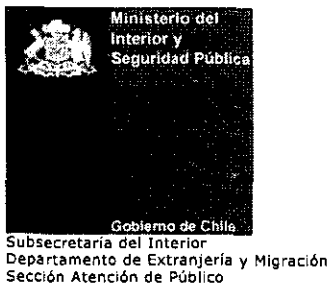 Ministerio del
Interior y
Seguridad Pública
Gobierno de Chile
Subsecretaría del Interior
Departamento de Extranjería y Migración
Sección Atención de Público